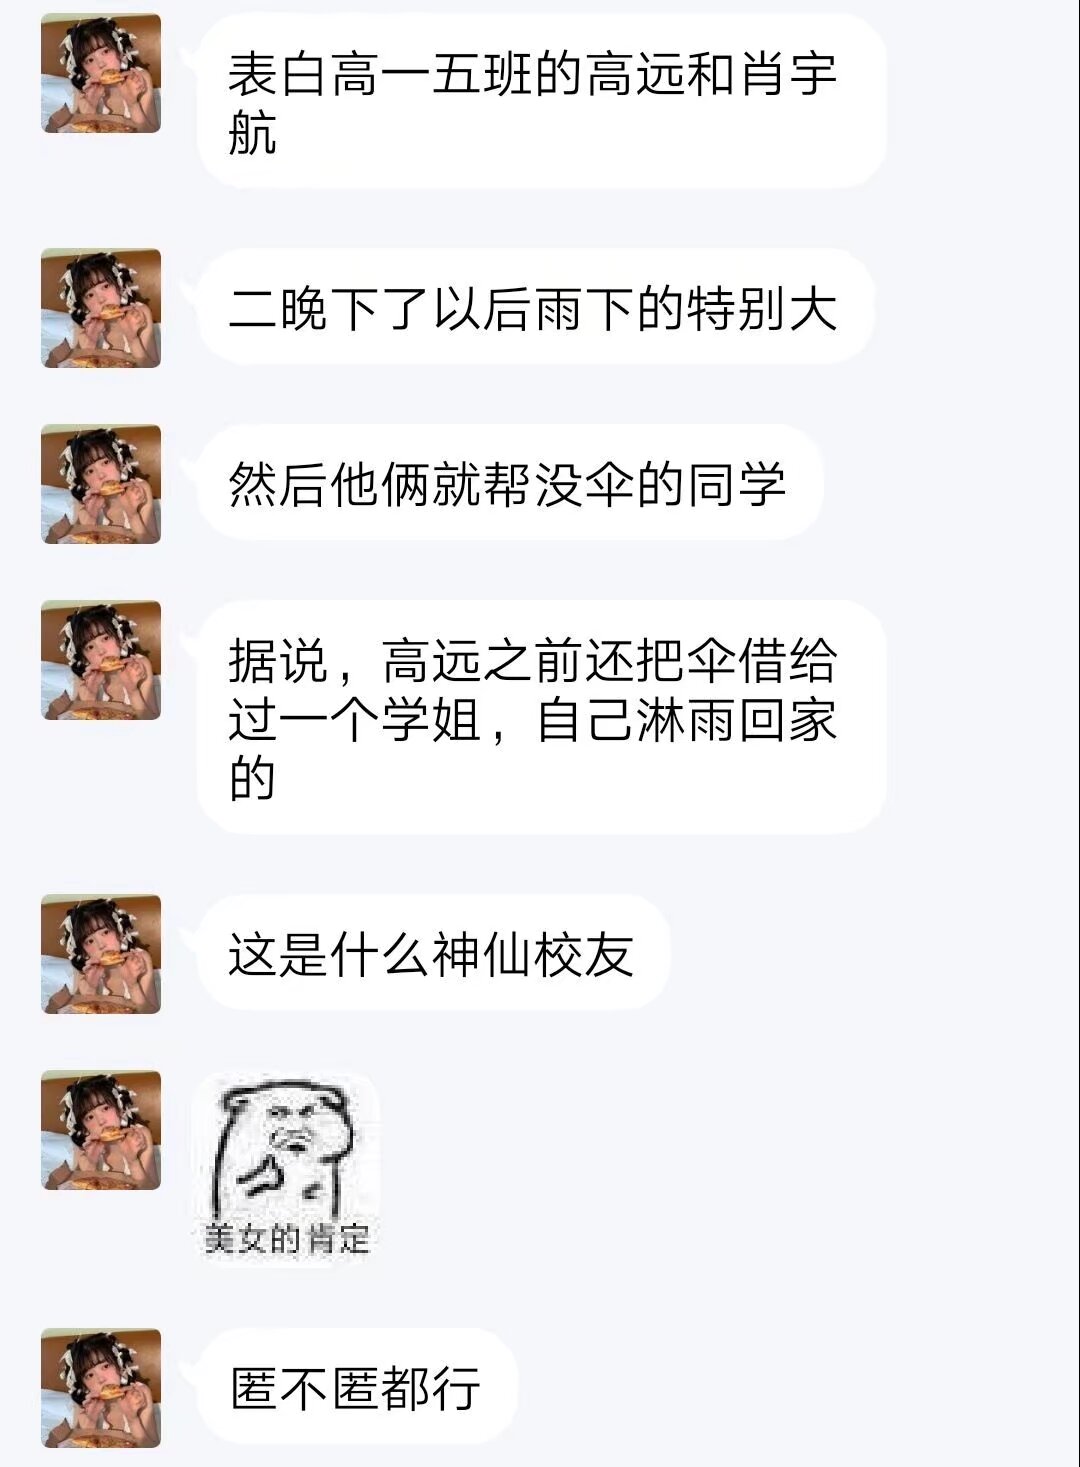 表白高一五班的高远和肖宇
航
二晚下了以后雨下的特别大
然后他俩就帮没伞的同学
据说，高远之前还把伞借给
过一个学姐，自己淋雨回家
的
这是什么神仙校友
美女的肯定
匿不匿都行